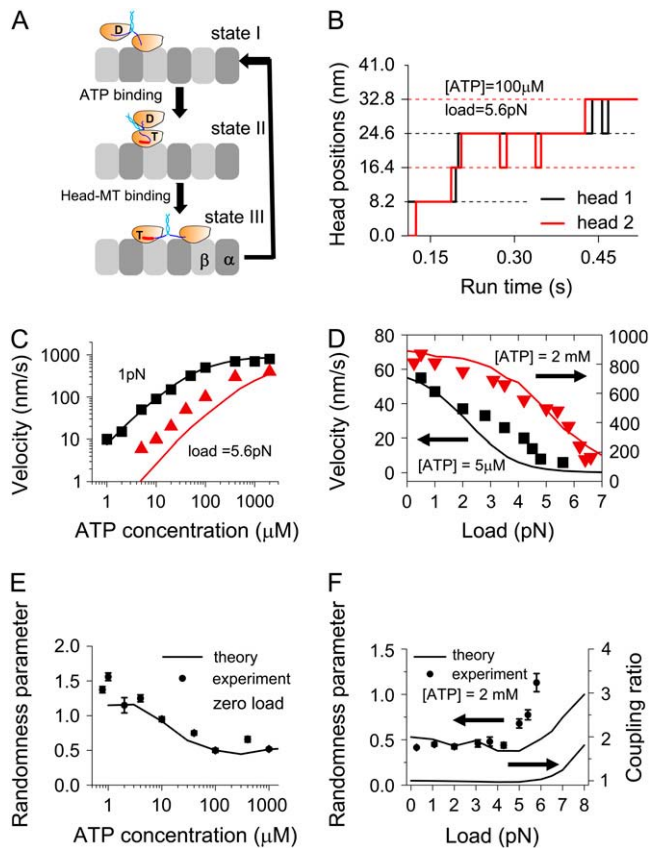 A
D
state I
ATP binding
D
T
state II
Head-MT binding
state III
T
β α
B
Head positions (nm)
41.0
32.8
24.6
16.4
8.2
0.0
[ATP]=100μM
load=5.6pN
head 1
head 2
0.15 0.30 0.45
Run time (s)
C
Velocity (nm/s)
1000
100
10
1
1pN
load =5.6pN
1 10 100 1000
ATP concentration (μM)
D
Velocity (nm/s)
80
60
40
20
0
[ATP] = 2 mM
[ATP] = 5μM
1000
800
600
400
200
0
0 1 2 3 4 5 6 7
Load (pN)
E
Randomness parameter
2.0
1.5
1.0
0.5
0.0
theory
experiment
zero load
1 10 100 1000
ATP concentration (μM)
F
Randomness parameter
1.5
1.0
0.5
0.0
theory
experiment
[ATP] = 2 mM
4
3
2
1
Coupling ratio
0 1 2 3 4 5 6 7 8
Load (pN)